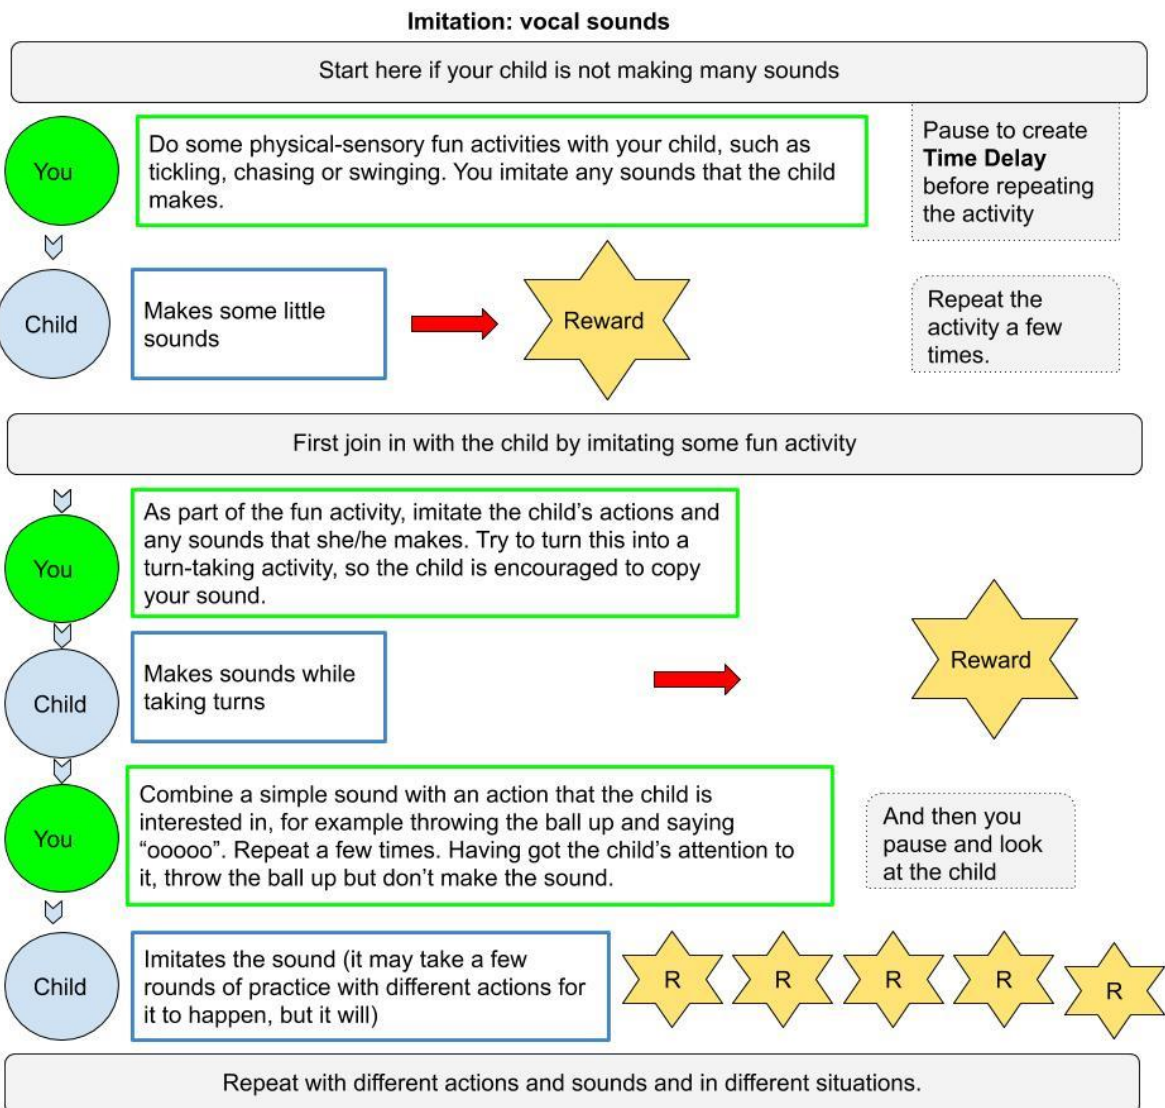 Imitation: vocal sounds
Start here if your child is not making many sounds
You
Do some physical-sensory fun activities with your child, such as
tickling, chasing or swinging. You imitate any sounds that the child
makes.
Pause to create
Time Delay
before repeating
the activity
Child
Makes some little
sounds
Reward
Repeat the
activity a few
times.
First join in with the child by imitating some fun activity
You
As part of the fun activity, imitate the child’s actions and
any sounds that she/he makes. Try to turn this into a
turn-taking activity, so the child is encouraged to copy
your sound.
Child
Makes sounds while
taking turns
Reward
You
Combine a simple sound with an action that the child is
interested in, for example throwing the ball up and saying
“ooooo”. Repeat a few times. Having got the child’s attention to
it, throw the ball up but don’t make the sound.
And then you
pause and look
at the child
Child
Imitates the sound (it may take a few
rounds of practice with different actions for
it to happen, but it will)
R
R
R
R
R
Repeat with different actions and sounds and in different situations.